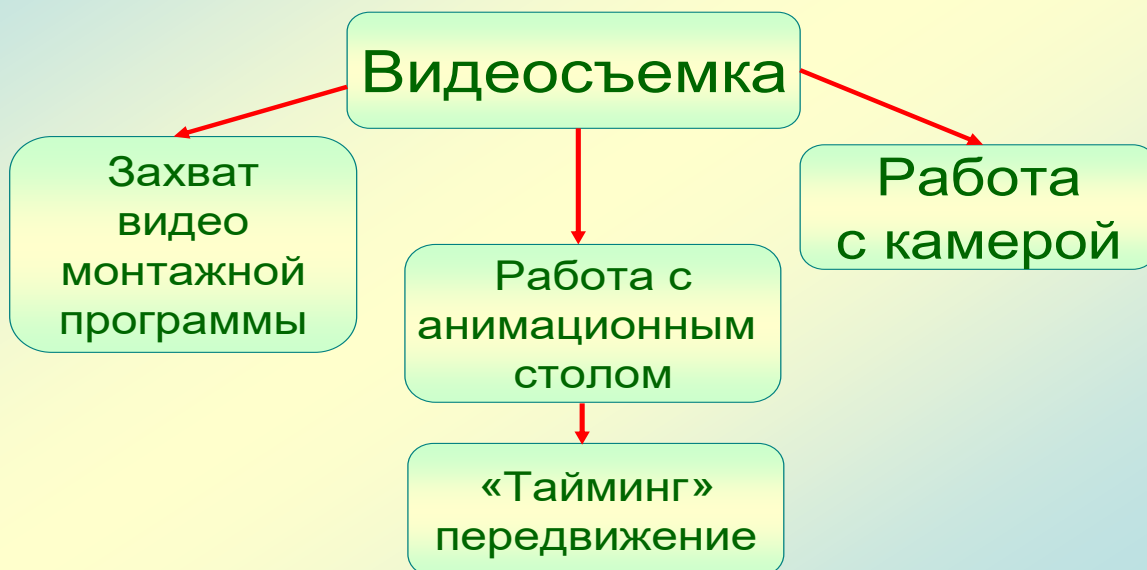 Видеосъемка
Захват
видео
монтажной
программы
Работа с
анимационным
столом
Работа
с камерой
«Тайминг»
передвижение